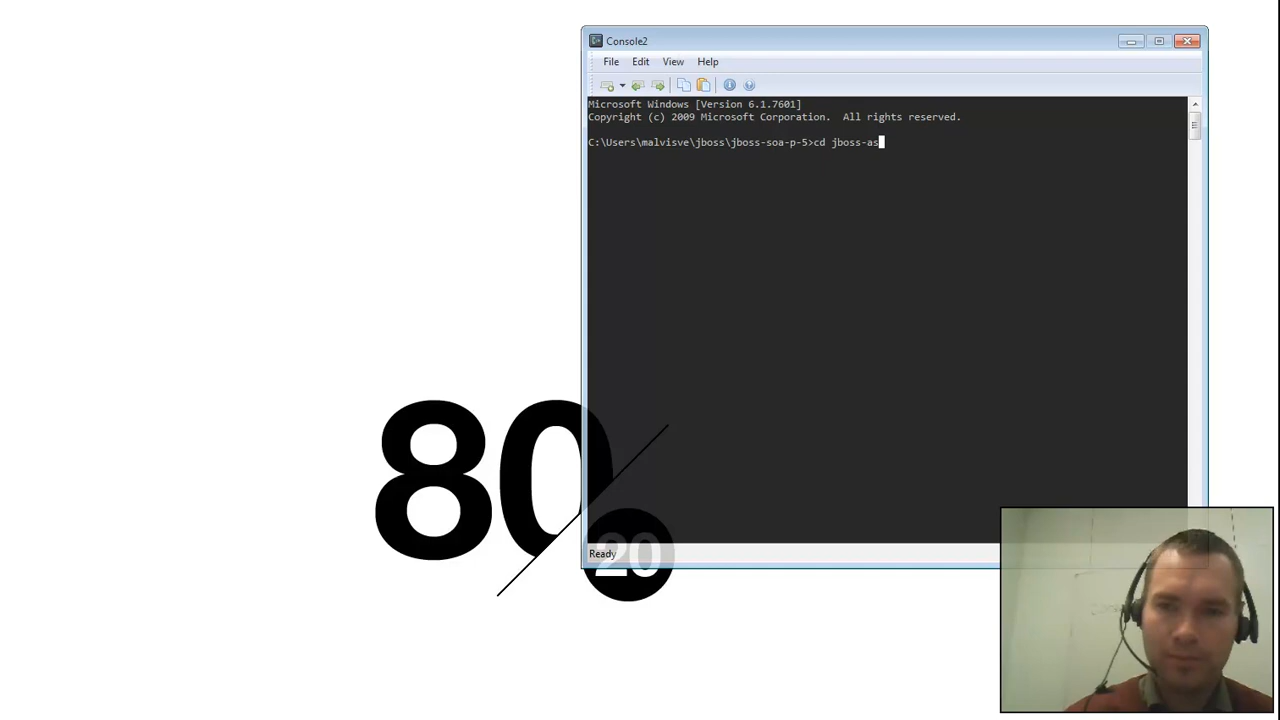 Console2
File Edit View Help
Microsoft Windows [Version 6.1.7601]
Copyright (c) 2009 Microsoft Corporation.  All rights reserved.
C:\Users\malvisve\jboss\jboss-soa-p-5>cd jboss-as
80
20
Ready